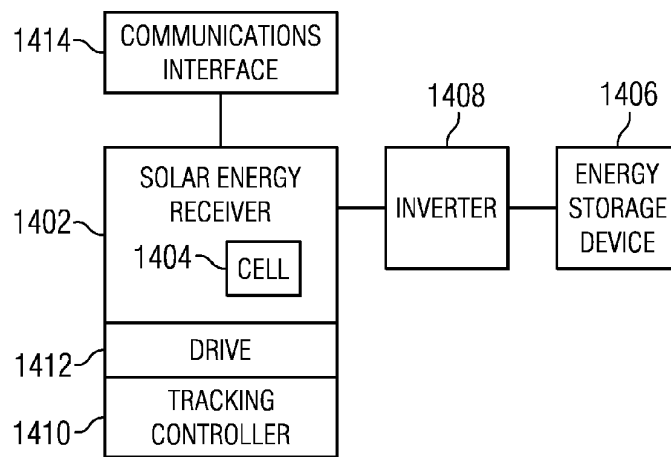 1414
COMMUNICATIONS
INTERFACE
1408
1406
1402
SOLAR ENERGY
RECEIVER
1404
CELL
INVERTER
ENERGY
STORAGE
DEVICE
1412
DRIVE
1410
TRACKING
CONTROLLER